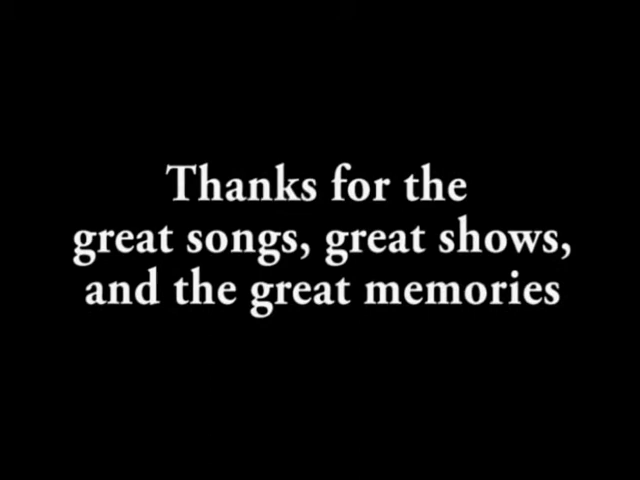 Thanks for the
great songs, great shows,
and the great memories